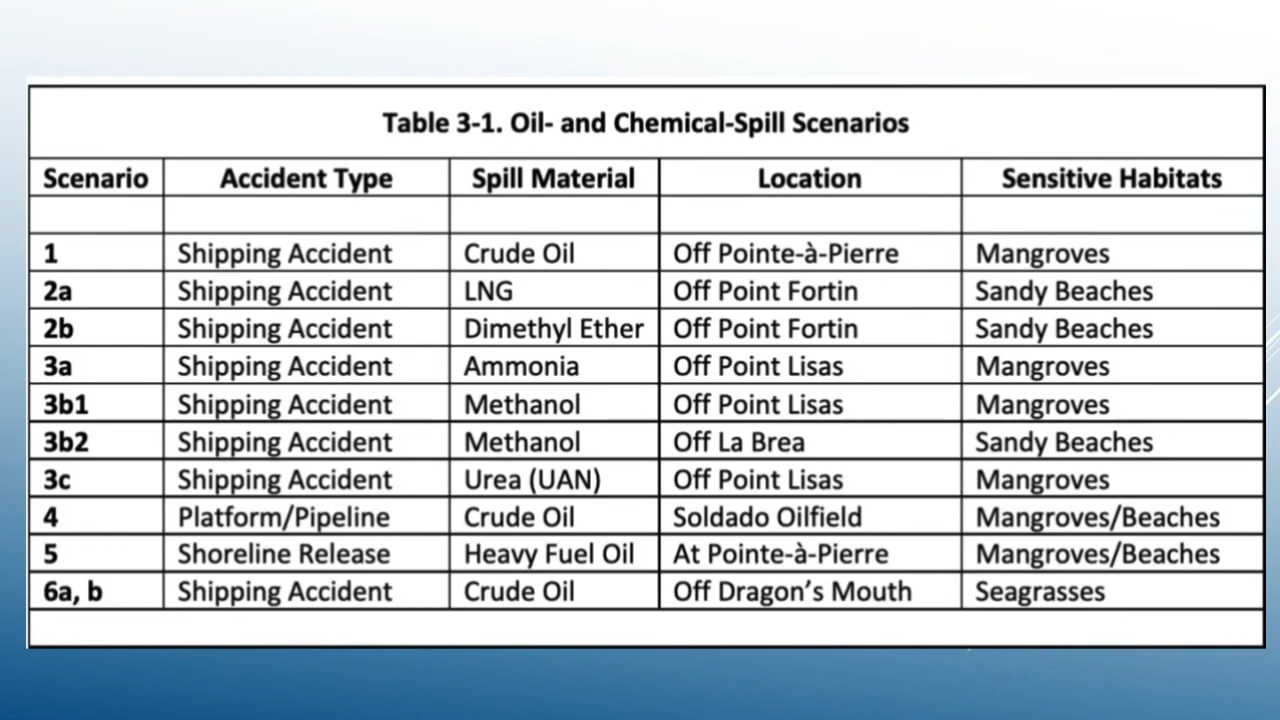 Table 3-1. Oil- and Chemical-Spill Scenarios
Scenario Accident Type Spill Material Location Sensitive Habitats
1 Shipping Accident Crude Oil Off Pointe-à-Pierre Mangroves
2a Shipping Accident LNG Off Point Fortin Sandy Beaches
2b Shipping Accident Dimethyl Ether Off Point Fortin Sandy Beaches
3a Shipping Accident Ammonia Off Point Lisas Mangroves
3b1 Shipping Accident Methanol Off Point Lisas Mangroves
3b2 Shipping Accident Methanol Off La Brea Sandy Beaches
3c Shipping Accident Urea (UAN) Off Point Lisas Mangroves
4 Platform/Pipeline Crude Oil Soldado Oilfield Mangroves/Beaches
5 Shoreline Release Heavy Fuel Oil At Pointe-à-Pierre Mangroves/Beaches
6a, b Shipping Accident Crude Oil Off Dragon’s Mouth Seagrasses